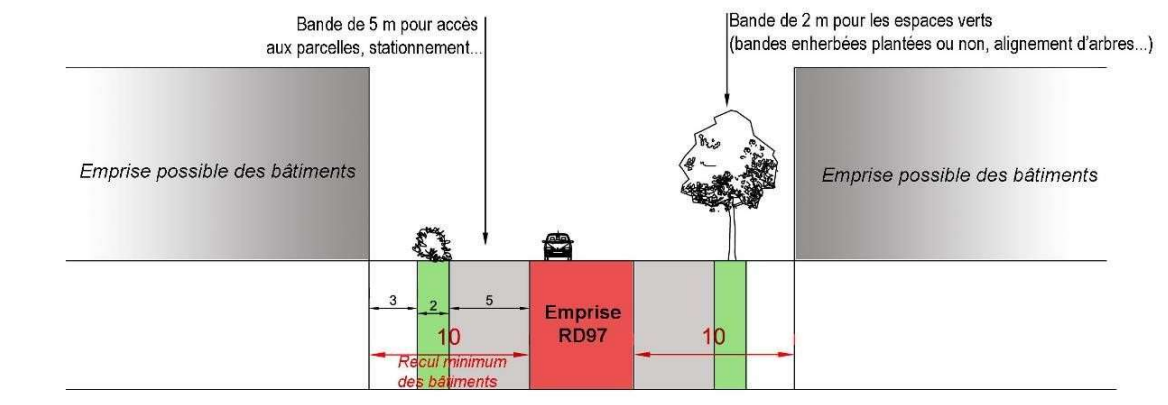 Bande de 5 m pour accès
aux parcelles, stationnement...
Bande de 2 m pour les espaces verts
(bandes enherbées plantées ou non, alignement d'arbres...)
Emprise possible des bâtiments
Emprise possible des bâtiments
3
2
5
Emprise
RD97
10
10
Recul minimum
des bâtiments